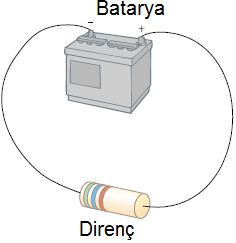 Batarya
- +
Direnç